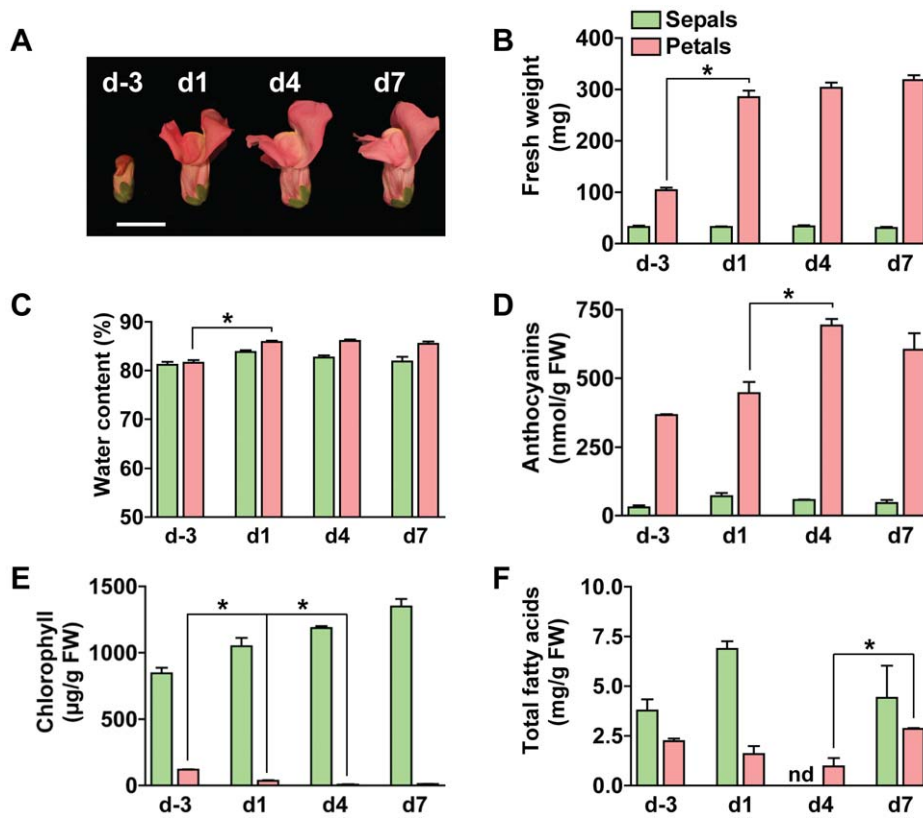 A
d-3 d1 d4 d7
B
Sepals
Petals
Fresh weight
(mg)
400
300
200
100
0
*
d-3 d1 d4 d7
C
Water content (%)
90
80
70
60
50
*
d-3 d1 d4 d7
D
Anthocyanins
(nmol/g FW)
750
500
250
0
*
d-3 d1 d4 d7
E
Chlorophyll
(µg/g FW)
1500
1000
500
0
* *
d-3 d1 d4 d7
F
Total fatty acids
(mg/g FW)
10.0
7.5
5.0
2.5
0.0
*
nd
d-3 d1 d4 d7